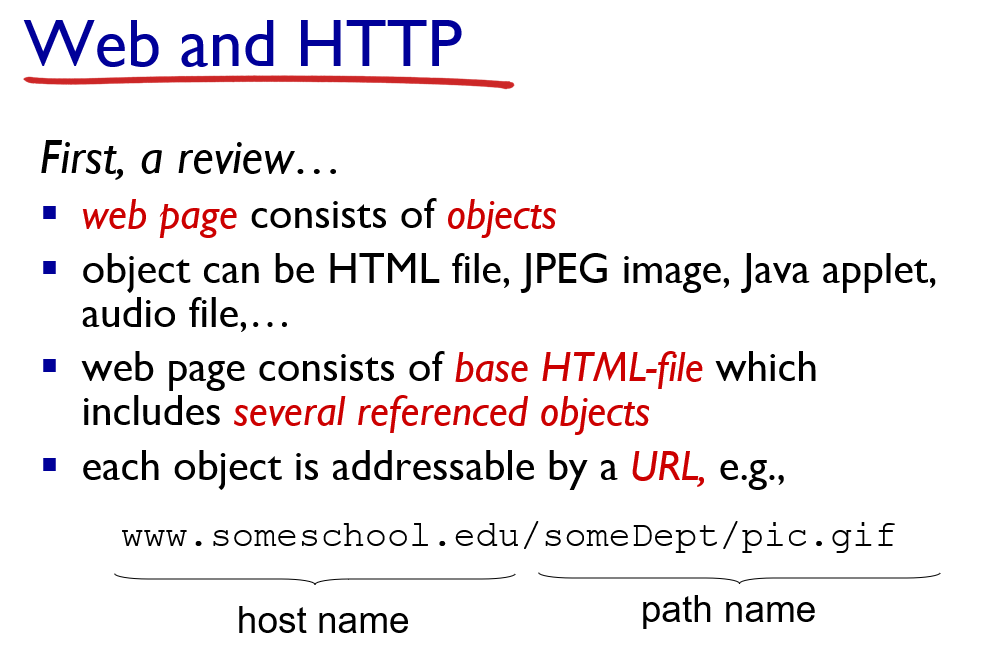 Web and HTTP
First, a review…
web page consists of objects
object can be HTML file, JPEG image, Java applet,
audio file,…
web page consists of base HTML-file which
includes several referenced objects
each object is addressable by a URL, e.g.,
www.someschool.edu/someDept/pic.gif
host name
path name